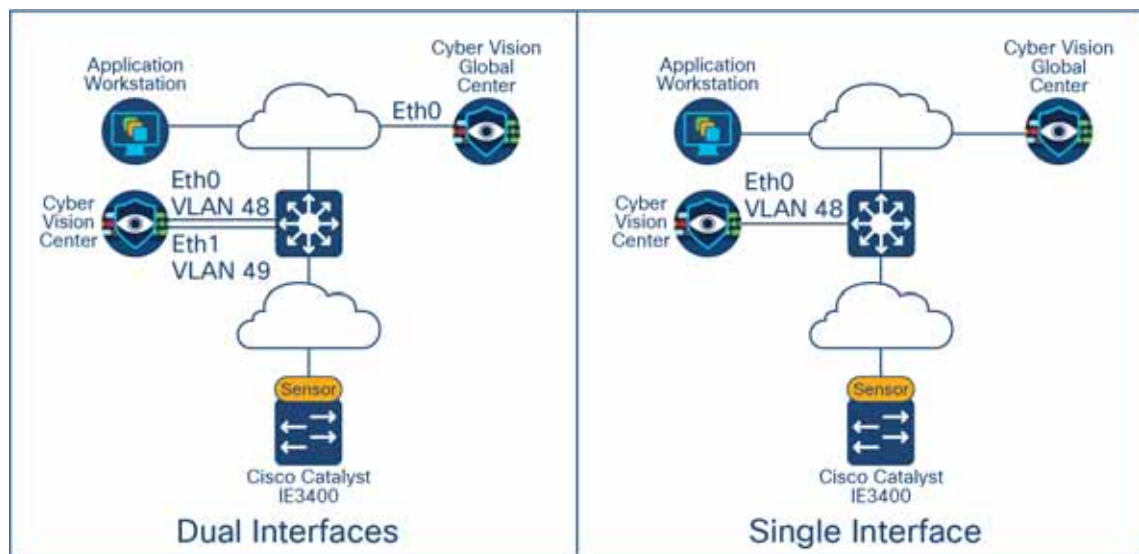 Application
Workstation
Cyber Vision
Global
Center
Eth0
Eth0
VLAN 48
Cyber
Vision
Center
Eth1
VLAN 49
Sensor
Cisco Catalyst
IE3400
Dual Interfaces
Application
Workstation
Cyber Vision
Global
Center
Eth0
VLAN 48
Cyber
Vision
Center
Sensor
Cisco Catalyst
IE3400
Single Interface